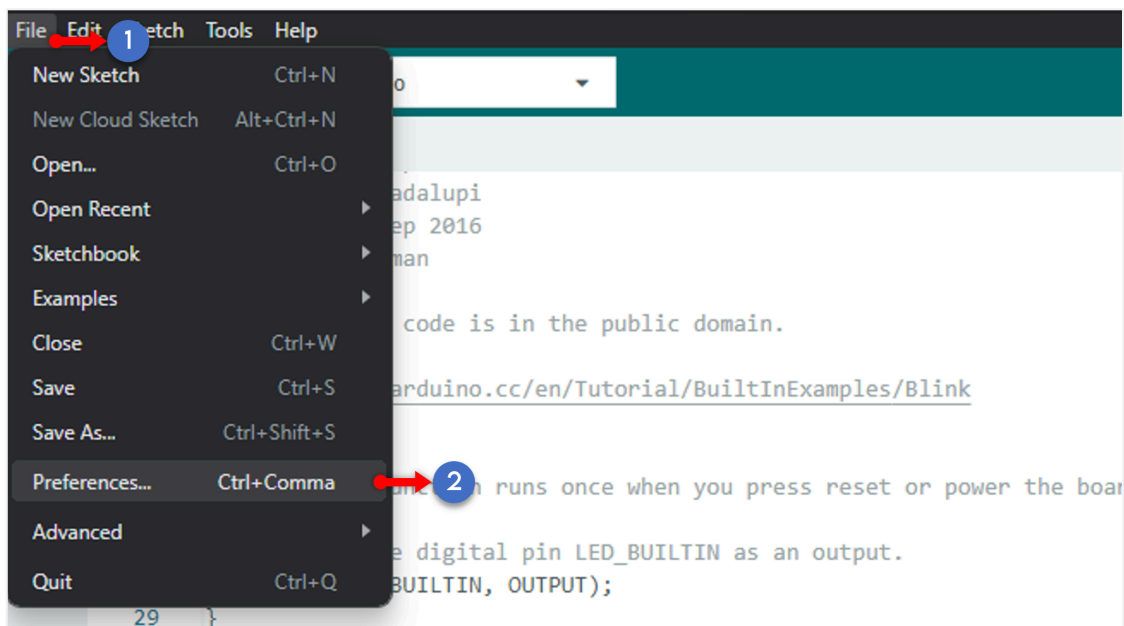 File Edit etch Tools Help
1
New Sketch Ctrl+N
o
New Cloud Sketch Alt+Ctrl+N
Open... Ctrl+O
adalupi
Open Recent
ep 2016
Sketchbook
man
Examples
code is in the public domain.
Close Ctrl+W
Save Ctrl+S
arduino.cc/en/Tutorial/BuiltInExamples/Blink
Save As... Ctrl+Shift+S
Preferences... Ctrl+Comma
2
runs once when you press reset or power the boar
Advanced
e digital pin LED_BUILTIN as an output.
Quit Ctrl+Q
BUILTIN, OUTPUT);
29 }